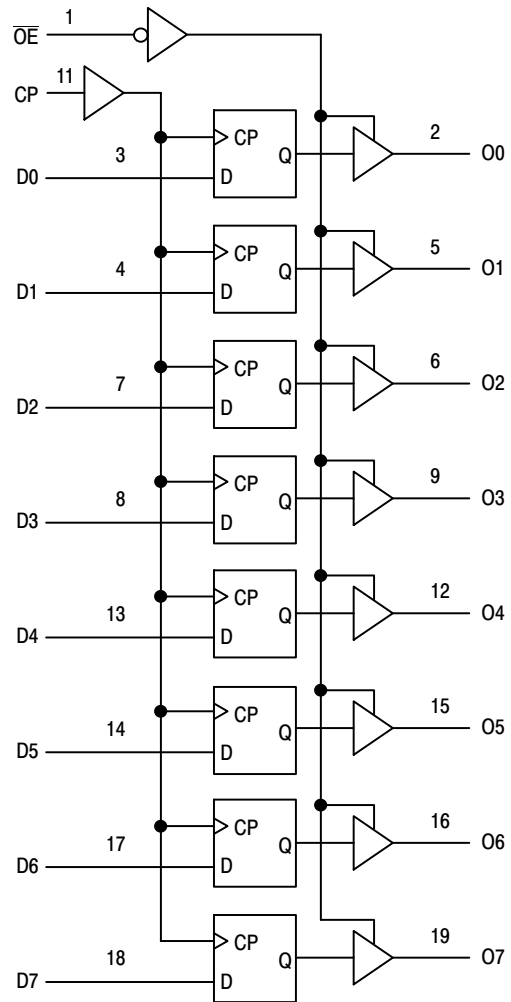 O̅E̅ 1
CP 11
CP
D0 3 D Q 2 O0
CP
D1 4 D Q 5 O1
CP
D2 7 D Q 6 O2
CP
D3 8 D Q 9 O3
CP
D4 13 D Q 12 O4
CP
D5 14 D Q 15 O5
CP
D6 17 D Q 16 O6
CP
D7 18 D Q 19 O7